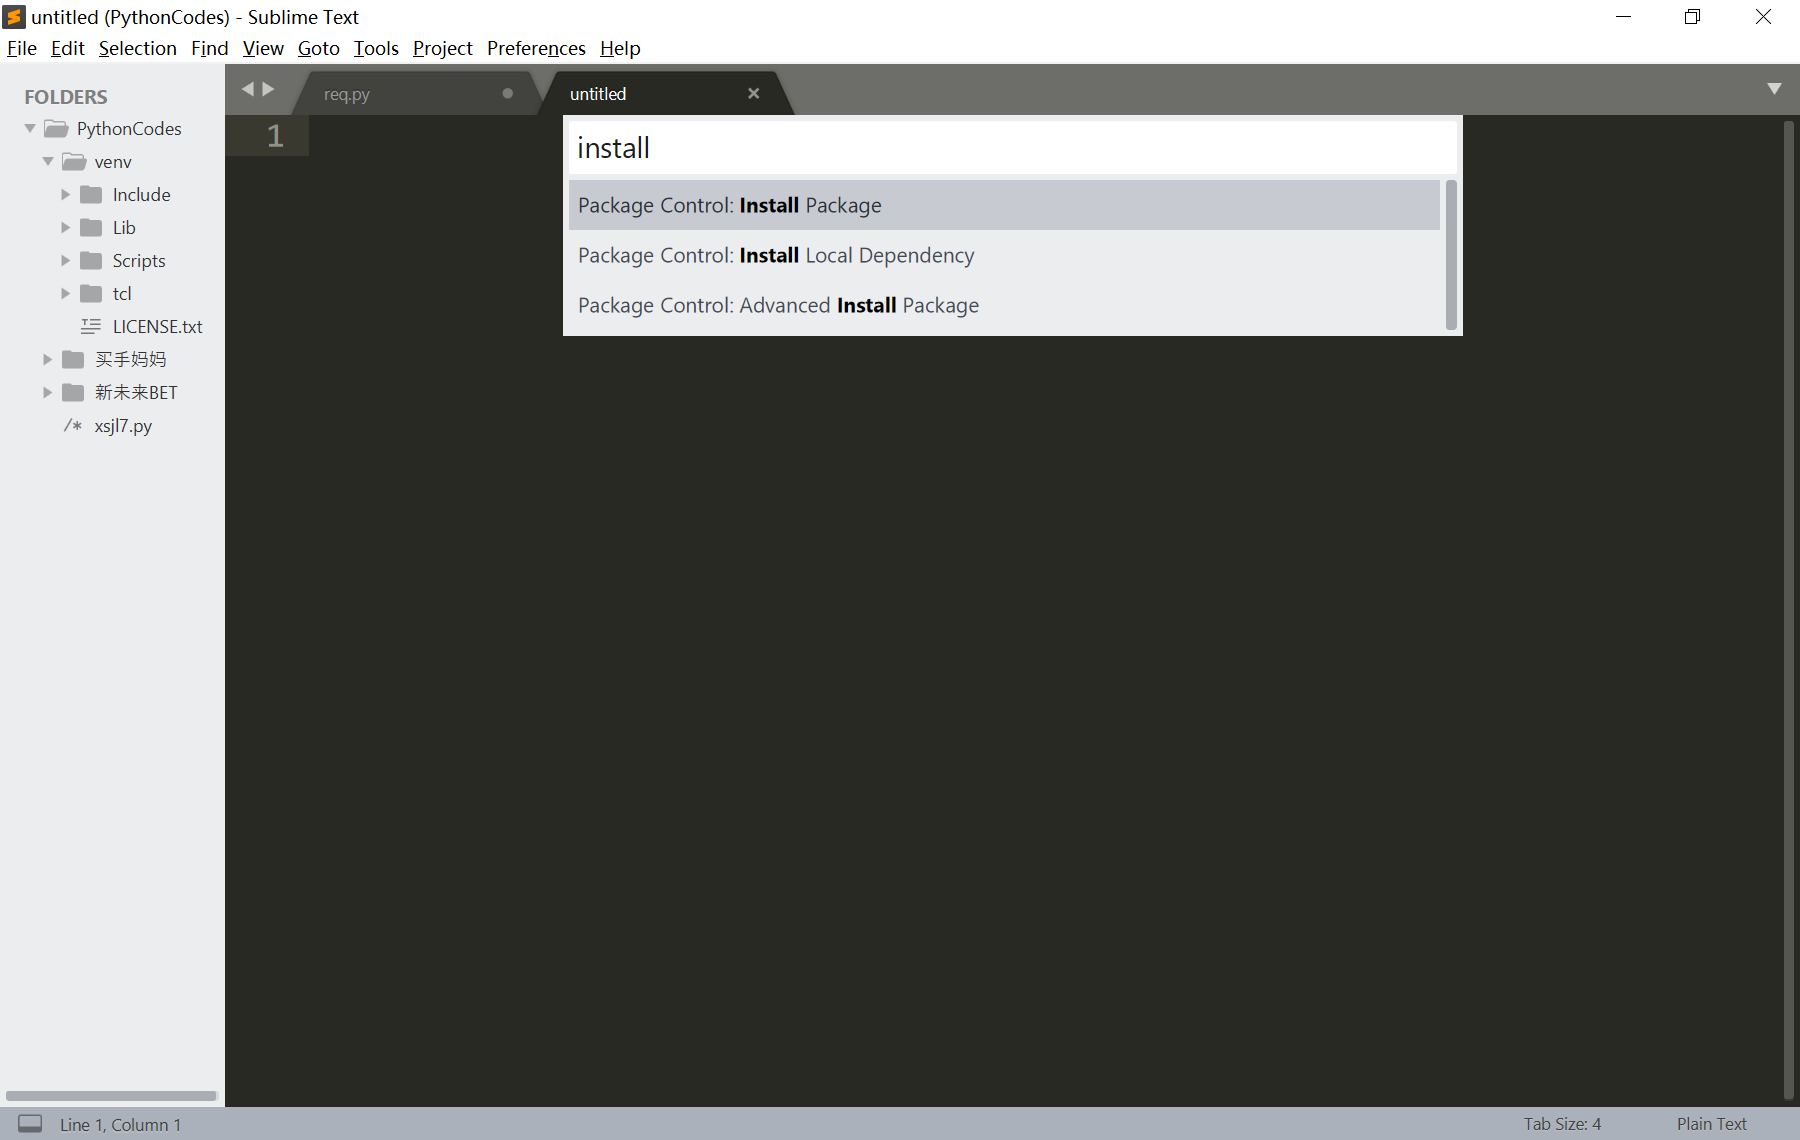 untitled (PythonCodes) - Sublime Text
File Edit Selection Find View Goto Tools Project Preferences Help
FOLDERS
PythonCodes
venv
Include
Lib
Scripts
tcl
LICENSE.txt
买手妈妈
新未来BET
/* xsjl7.py
req.py
untitled
1
install
Package Control: Install Package
Package Control: Install Local Dependency
Package Control: Advanced Install Package
Line 1, Column 1
Tab Size: 4
Plain Text